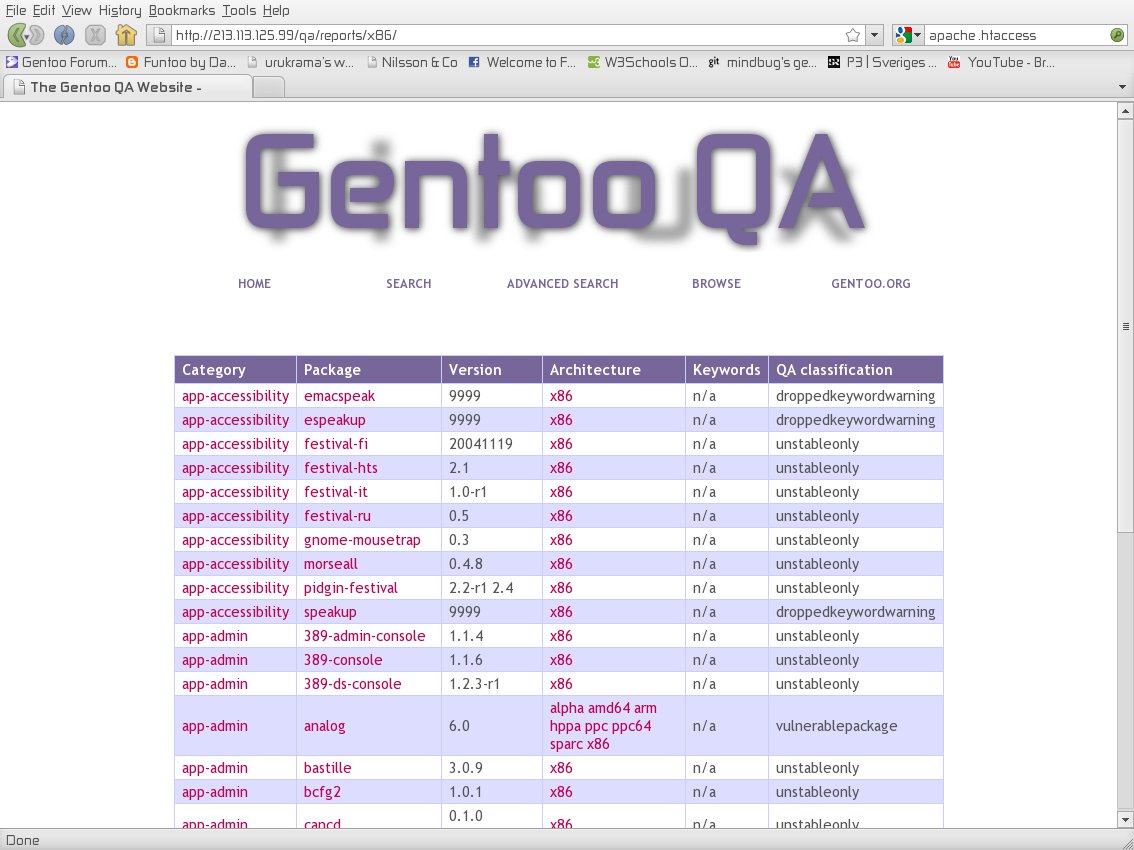 File Edit View History Bookmarks Tools Help
http://213.113.125.99/qa/reports/x86/ apache .htaccess
Gentoo Forum... Funtoo by Da... urukrama's w... Nilsson & Co Welcome to F... W3Schools O... git mindbug's ge... P3 | Sveriges ... YouTube - Br...
The Gentoo QA Website -
Gentoo QA
HOME SEARCH ADVANCED SEARCH BROWSE GENTOO.ORG
Category Package Version Architecture Keywords QA classification
app-accessibility emacspeak 9999 x86 n/a droppedkeywordwarning
app-accessibility espeakup 9999 x86 n/a droppedkeywordwarning
app-accessibility festival-fi 20041119 x86 n/a unstableonly
app-accessibility festival-hts 2.1 x86 n/a unstableonly
app-accessibility festival-it 1.0-r1 x86 n/a unstableonly
app-accessibility festival-ru 0.5 x86 n/a unstableonly
app-accessibility gnome-mousetrap 0.3 x86 n/a unstableonly
app-accessibility morseall 0.4.8 x86 n/a unstableonly
app-accessibility pidgin-festival 2.2-r1 2.4 x86 n/a unstableonly
app-accessibility speakup 9999 x86 n/a droppedkeywordwarning
app-admin 389-admin-console 1.1.4 x86 n/a unstableonly
app-admin 389-console 1.1.6 x86 n/a unstableonly
app-admin 389-ds-console 1.2.3-r1 x86 n/a unstableonly
alpha amd64 arm
app-admin analog 6.0 hppa ppc ppc64 n/a vulnerablepackage
sparc x86
app-admin bastille 3.0.9 x86 n/a unstableonly
app-admin bcfg2 1.0.1 x86 n/a unstableonly
0.1.0
app-admin cancd x86 n/a unstableonly
Done